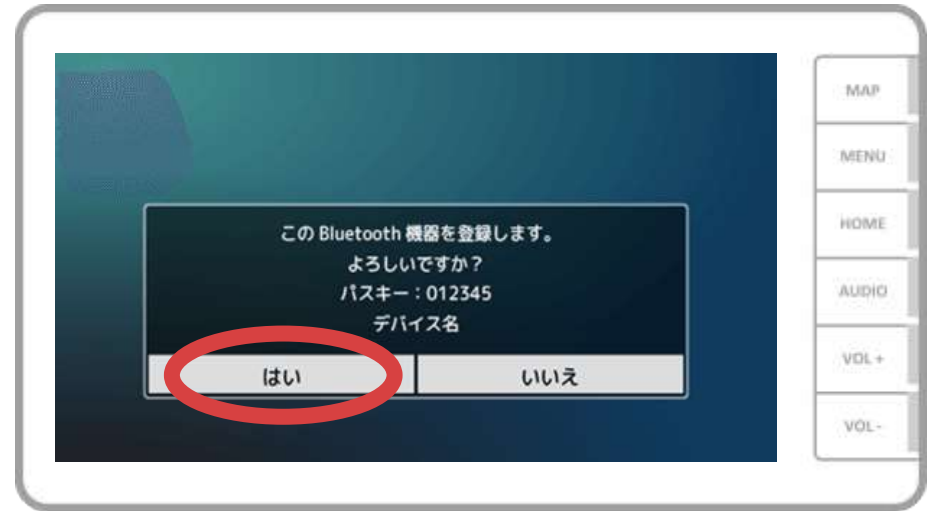 この Bluetooth 機器を登録します。
よろしいですか？
パスキー：012345
デバイス名
はい
いいえ
MAP
MENU
HOME
AUDIO
VOL +
VOL -